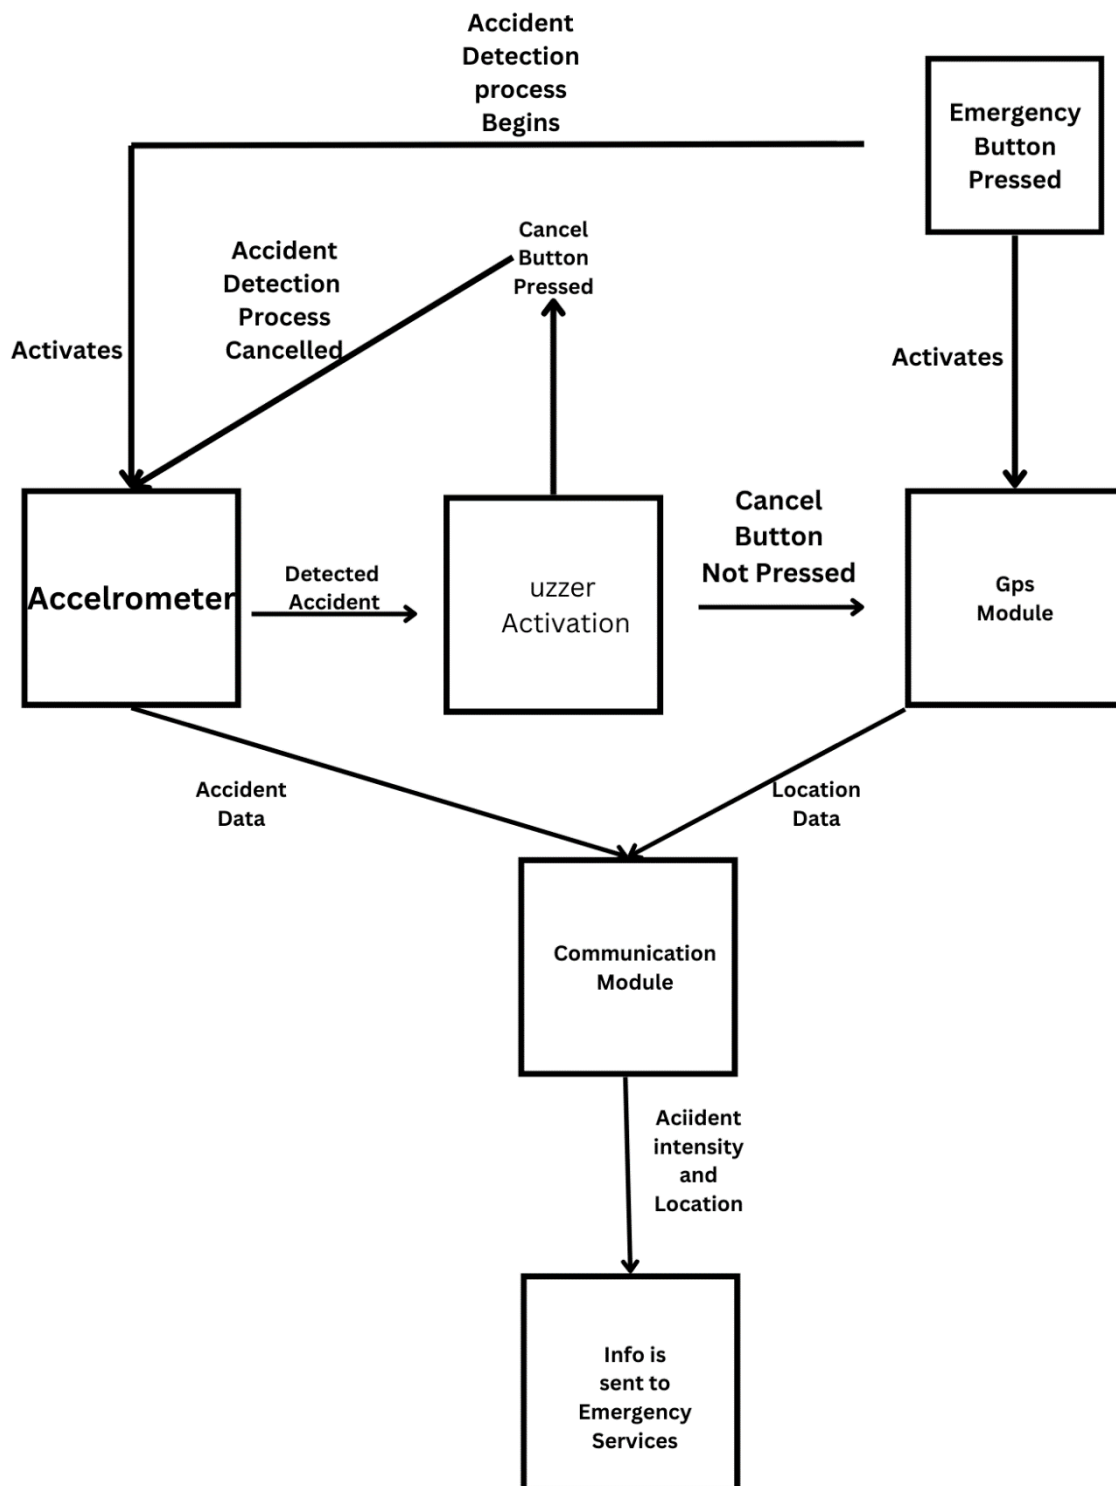 Accident
Detection
process
Begins
Emergency
Button
Pressed
Cancel
Button
Pressed
Accident
Detection
Process
Cancelled
Activates
Activates
Cancel
Button
Not Pressed
Accelrometer
Detected
Accident
uzzer
Activation
Gps
Module
Accident
Data
Location
Data
Communication
Module
Aciident
intensity
and
Location
Info is
sent to
Emergency
Services